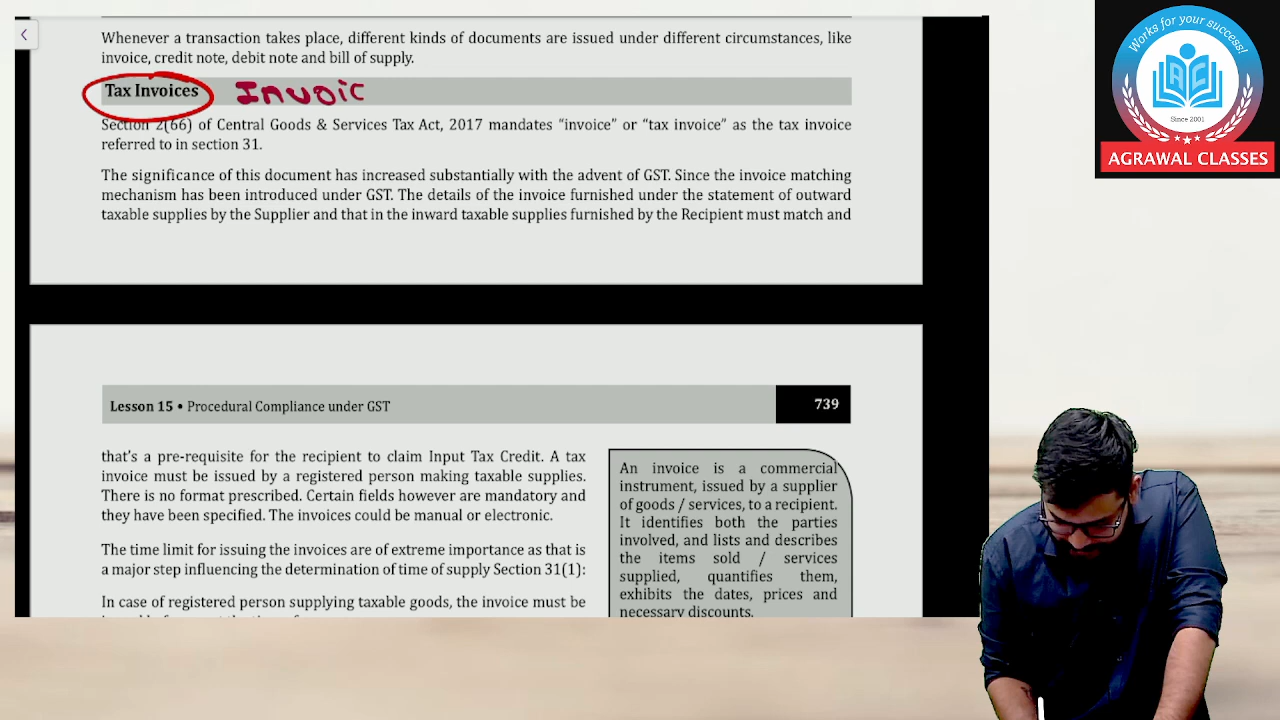 Whenever a transaction takes place, different kinds of documents are issued under different circumstances, like
invoice, credit note, debit note and bill of supply.
Tax Invoices Invoic
Section 2(66) of Central Goods & Services Tax Act, 2017 mandates “invoice” or “tax invoice” as the tax invoice
referred to in section 31.
The significance of this document has increased substantially with the advent of GST. Since the invoice matching
mechanism has been introduced under GST. The details of the invoice furnished under the statement of outward
taxable supplies by the Supplier and that in the inward taxable supplies furnished by the Recipient must match and
Lesson 15 • Procedural Compliance under GST 739
that’s a pre-requisite for the recipient to claim Input Tax Credit. A tax
invoice must be issued by a registered person making taxable supplies.
There is no format prescribed. Certain fields however are mandatory and
they have been specified. The invoices could be manual or electronic.
The time limit for issuing the invoices are of extreme importance as that is
a major step influencing the determination of time of supply Section 31(1):
In case of registered person supplying taxable goods, the invoice must be
An invoice is a commercial
instrument, issued by a supplier
of goods / services, to a recipient.
It identifies both the parties
involved, and lists and describes
the items sold / services
supplied, quantifies them,
exhibits the dates, prices and
necessary discounts.
Works for your success!
AC
Since 2001
AGRAWAL CLASSES